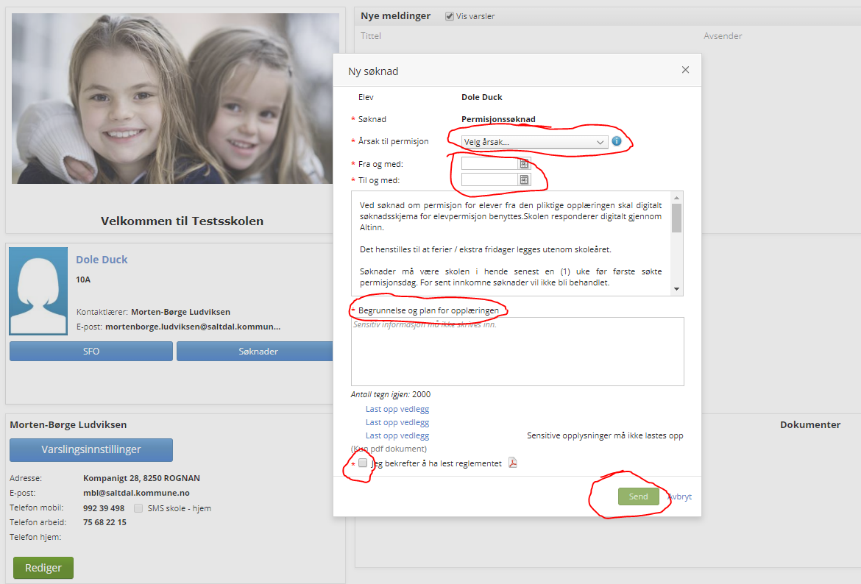 Nye meldinger Vis varsler
Tittel Avsender
Velkommen til Testsskolen
Dole Duck
10A
Kontaktlærer: Morten-Børge Ludviksen
E-post: mortenborge.ludviksen@saltdal.kommun...
SFO Søknader
Morten-Børge Ludviksen
Varslingsinnstillinger
Adresse: Kompanigt 28, 8250 ROGNAN
E-post: mbl@saltdal.kommune.no
Telefon mobil: 992 39 498 SMS skole - hjem
Telefon arbeid: 75 68 22 15
Telefon hjem:
Rediger
Ny søknad
Elev Dole Duck
* Søknad Permisjonssøknad
* Årsak til permisjon Velg årsak...
* Fra og med:
* Til og med:
Ved søknad om permisjon for elever fra den pliktige opplæringen skal digitalt
søknadsskjema for elevpermisjon benyttes.Skolen responderer digitalt gjennom
Altinn.
Det henstilles til at ferier / ekstra fridager legges utenom skoleåret.
Søknader må være skolen i hende senest en (1) uke før første søkte
permisjonsdag. For sent innkomne søknader vil ikke bli behandlet.
* Begrunnelse og plan for opplæringen
Sensitiv informasjon må ikke skrives inn.
Antall tegn igjen: 2000
Last opp vedlegg
Last opp vedlegg
Last opp vedlegg Sensitive opplysninger må ikke lastes opp
(Kun pdf dokument)
* Jeg bekrefter å ha lest reglementet
Send Avbryt
Dokumenter